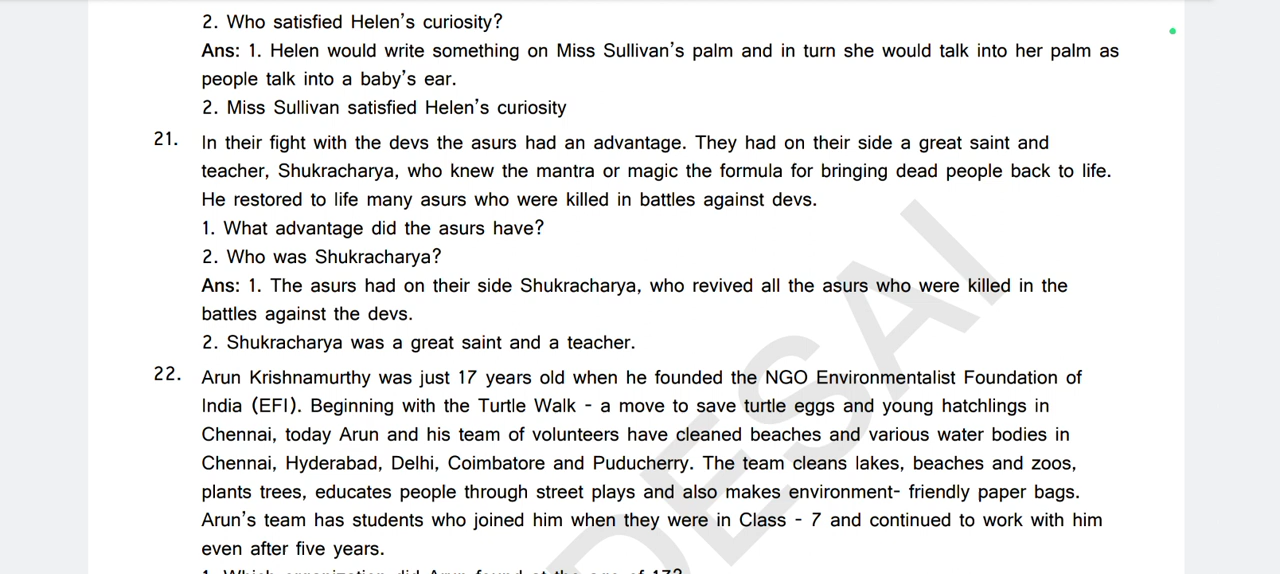 2. Who satisfied Helen's curiosity?
Ans: 1. Helen would write something on Miss Sullivan's palm and in turn she would talk into her palm as
people talk into a baby's ear.
2. Miss Sullivan satisfied Helen's curiosity
21. In their fight with the devs the asurs had an advantage. They had on their side a great saint and
teacher, Shukracharya, who knew the mantra or magic the formula for bringing dead people back to life.
He restored to life many asurs who were killed in battles against devs.
1. What advantage did the asurs have?
2. Who was Shukracharya?
Ans: 1. The asurs had on their side Shukracharya, who revived all the asurs who were killed in the
battles against the devs.
2. Shukracharya was a great saint and a teacher.
22. Arun Krishnamurthy was just 17 years old when he founded the NGO Environmentalist Foundation of
India (EFI). Beginning with the Turtle Walk - a move to save turtle eggs and young hatchlings in
Chennai, today Arun and his team of volunteers have cleaned beaches and various water bodies in
Chennai, Hyderabad, Delhi, Coimbatore and Puducherry. The team cleans lakes, beaches and zoos,
plants trees, educates people through street plays and also makes environment- friendly paper bags.
Arun's team has students who joined him when they were in Class - 7 and continued to work with him
even after five years.
1. Which organization did Arun found at the age of 17?
DESAI